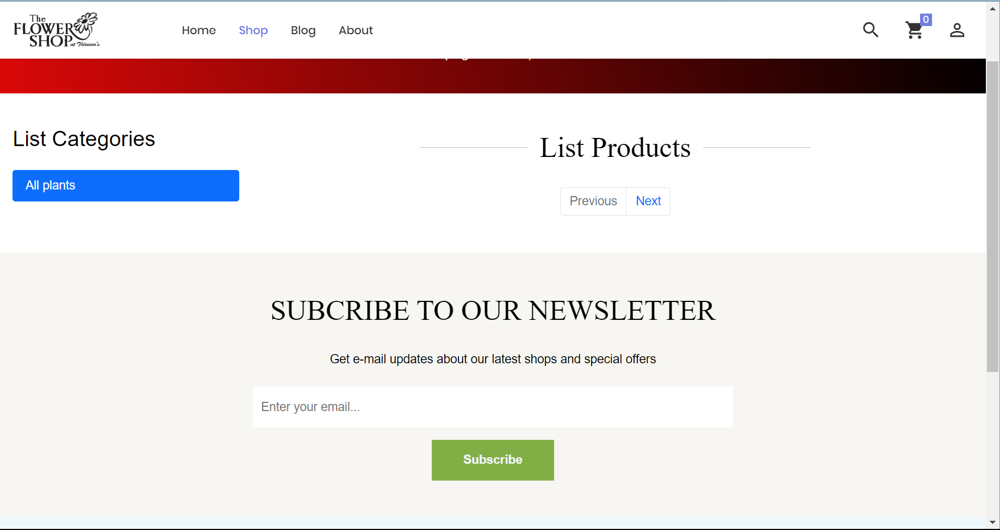 The
FLOWER
SHOP
at Thiessen's
Home Shop Blog About
0
List Categories
All plants
List Products
Previous Next
SUBCRIBE TO OUR NEWSLETTER
Get e-mail updates about our latest shops and special offers
Enter your email...
Subscribe